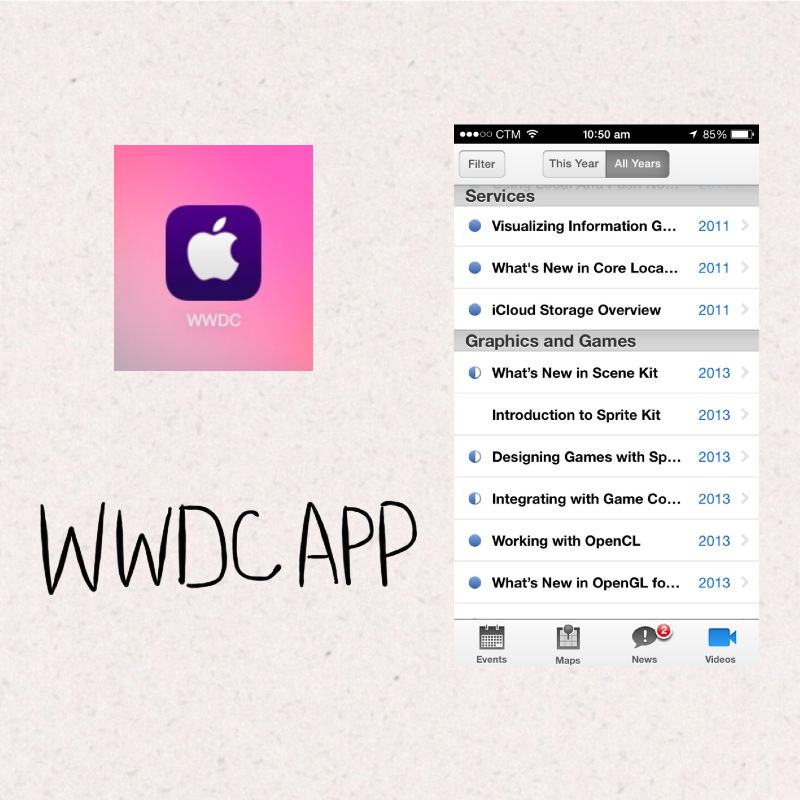 WWDC
WWDC APP
CTM 10:50 am 85%
Filter This Year All Years
Services
Visualizing Information G... 2011
What's New in Core Loca... 2011
iCloud Storage Overview 2011
Graphics and Games
What's New in Scene Kit 2013
Introduction to Sprite Kit 2013
Designing Games with Sp... 2013
Integrating with Game Co... 2013
Working with OpenCL 2013
What's New in OpenGL fo... 2013
2
Events Maps News Videos